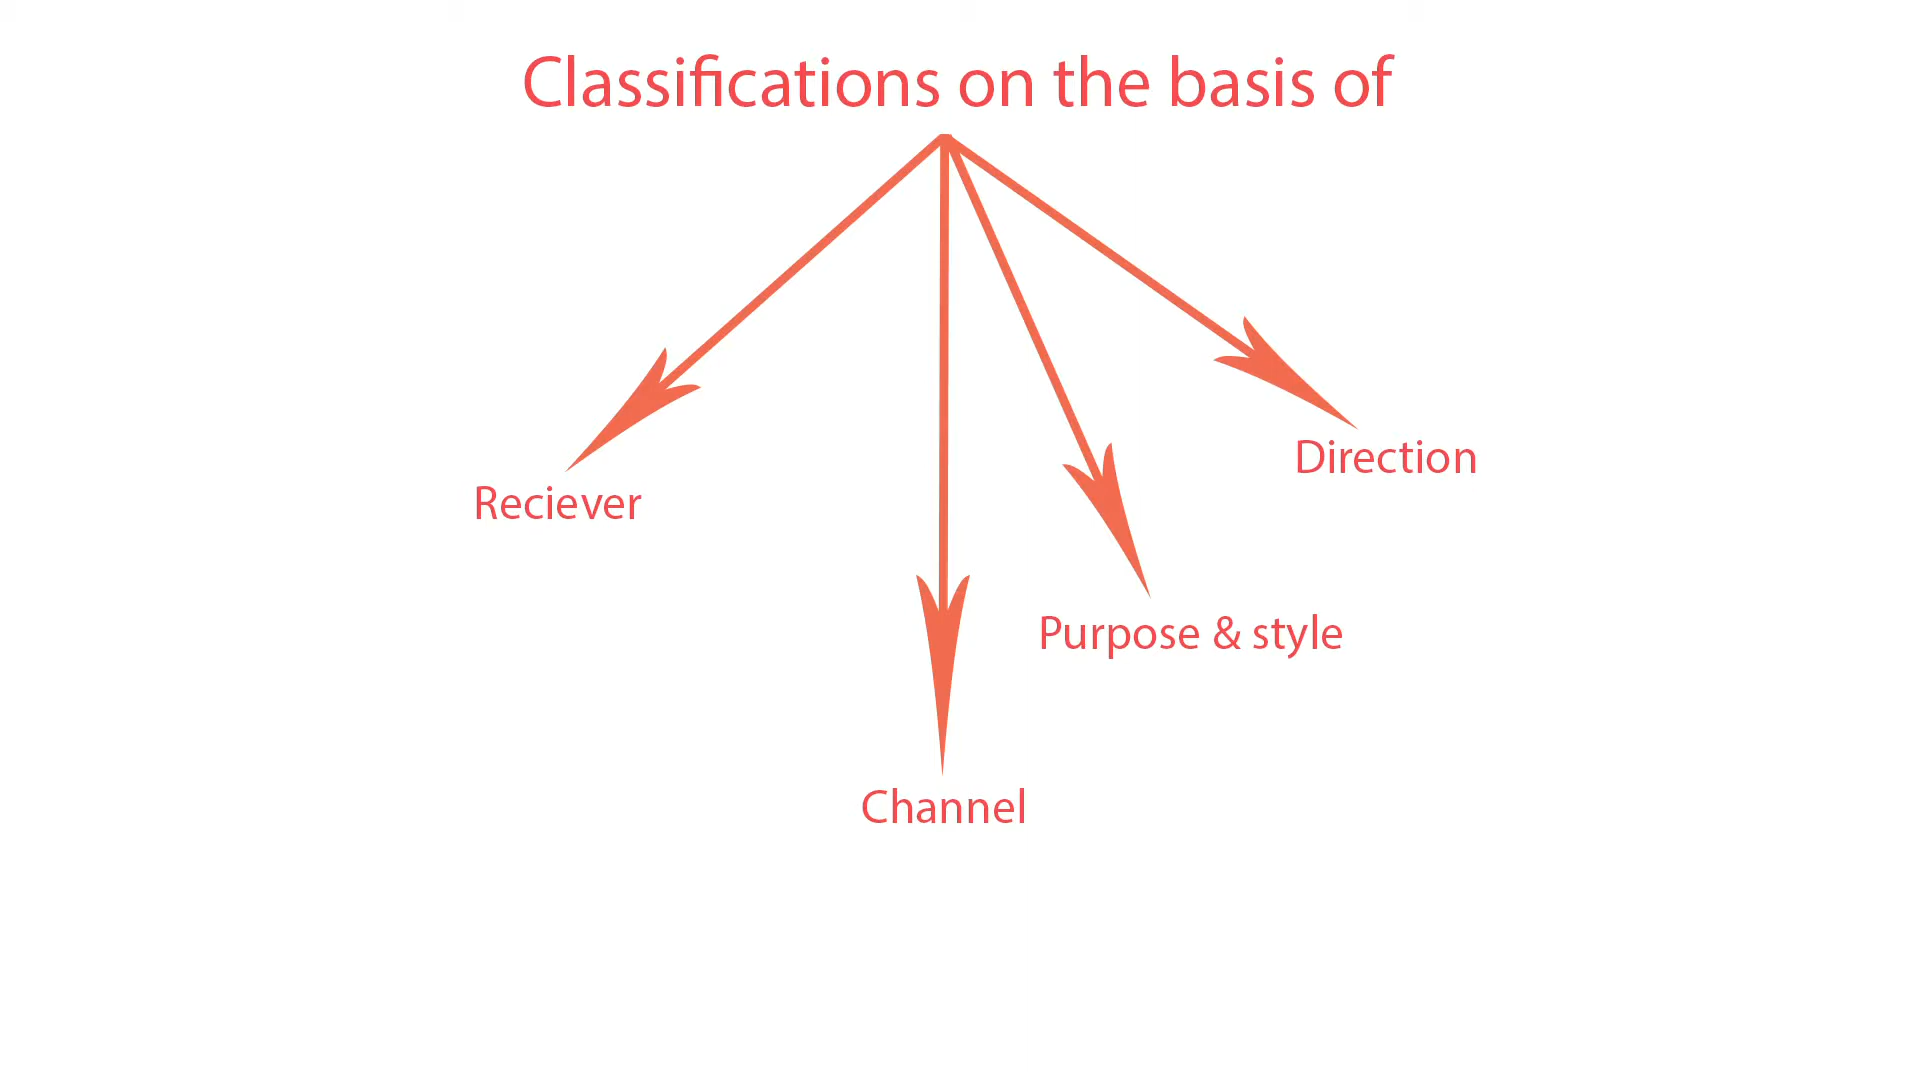 Classifications on the basis of
Reciever
Direction
Purpose & style
Channel